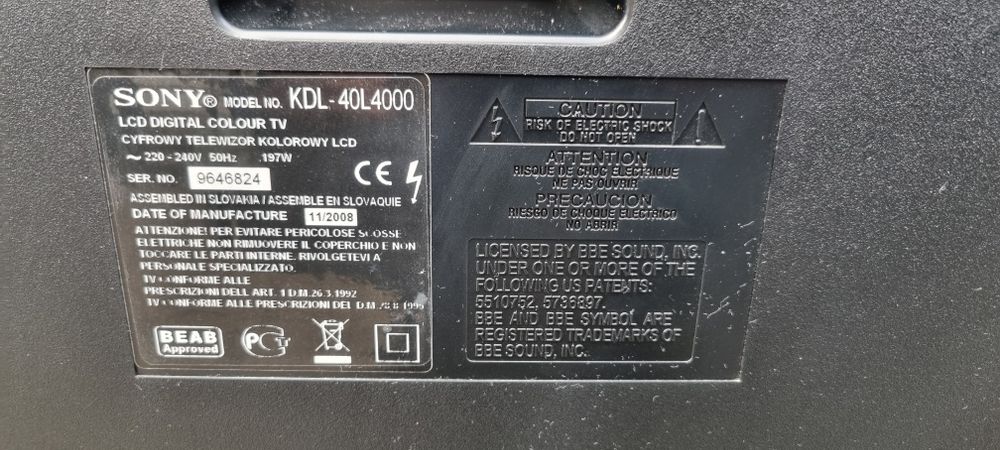 SONY® MODEL NO. KDL-40L4000
LCD DIGITAL COLOUR TV
CYFROWY TELEWIZOR KOLOROWY LCD
~ 220 - 240V 50Hz 197W
SER. NO. 9646824
CE
ASSEMBLED IN SLOVAKIA / ASSEMBLE EN SLOVAQUIE
DATE OF MANUFACTURE 11/2008
ATTENZIONE! PER EVITARE PERICOLOSE SCOSSE
ELETTRICHE NON RIMUOVERE IL COPERCHIO E NON
TOCCARE LE PARTI INTERNE. RIVOLGETEVI A
PERSONALE SPECIALIZZATO.
TV CONFORME ALLE
PRESCRIZIONI DELL ART. 1 D.M. 26.3.1992
TV CONFORME ALLE PRESCRIZIONI DEL D.M. 28.8.1995
BEAB
Approved
PCT
CAUTION
RISK OF ELECTRIC SHOCK
DO NOT OPEN
ATTENTION
RISQUE DE CHOC ELECTRIQUE
NE PAS OUVRIR
PRECAUCION
RIESGO DE CHOQUE ELECTRICO
NO ABRIR
LICENSED BY BBE SOUND, INC.
UNDER ONE OR MORE OF THE
FOLLOWING US PATENTS:
5510752, 5736897.
BBE AND BBE SYMBOL ARE
REGISTERED TRADEMARKS OF
BBE SOUND, INC.